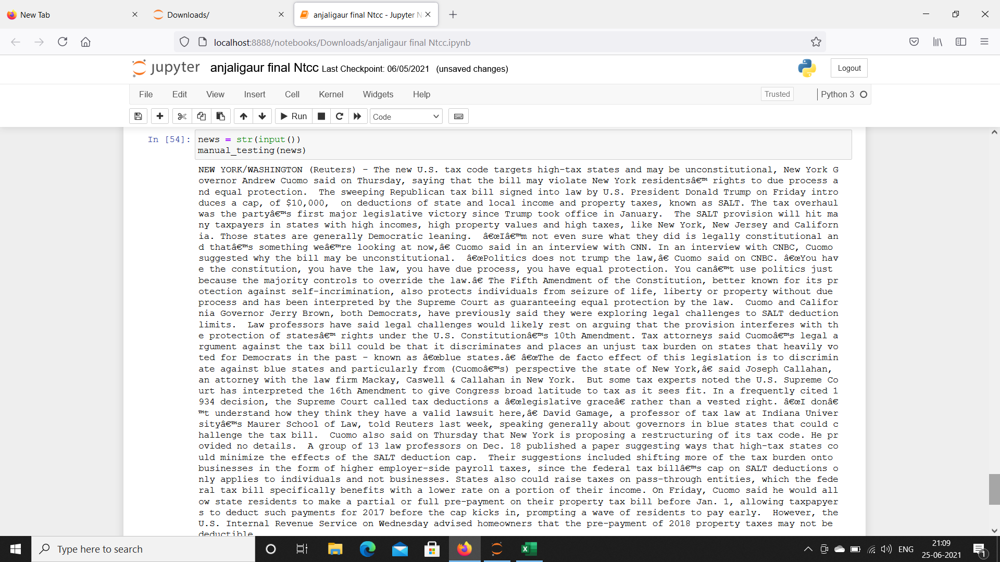 New Tab
Downloads/
anjaligaur final Ntcc - Jupyter N
localhost:8888/notebooks/Downloads/anjaligaur final Ntcc.ipynb
jupyter anjaligaur final Ntcc Last Checkpoint: 06/05/2021 (unsaved changes)
Logout
File Edit View Insert Cell Kernel Widgets Help
Trusted
Python 3
Run
Code
In [54]: news = str(input())
manual_testing(news)
NEW YORK/WASHINGTON (Reuters) - The new U.S. tax code targets high-tax states and may be unconstitutional, New York G
overnor Andrew Cuomo said on Thursday, saying that the bill may violate New York residentsâ€™ rights to due process a
nd equal protection.  The sweeping Republican tax bill signed into law by U.S. President Donald Trump on Friday intro
duces a cap, of $10,000,  on deductions of state and local income and property taxes, known as SALT. The tax overhaul
was the partyâ€™s first major legislative victory since Trump took office in January.  The SALT provision will hit ma
ny taxpayers in states with high incomes, high property values and high taxes, like New York, New Jersey and Californ
ia. Those states are generally Democratic leaning.  â€œIâ€™m not even sure what they did is legally constitutional an
d thatâ€™s something weâ€™re looking at now,â€ Cuomo said in an interview with CNN. In an interview with CNBC, Cuomo
suggested why the bill may be unconstitutional.  â€œPolitics does not trump the law,â€ Cuomo said on CNBC. â€œYou hav
e the constitution, you have the law, you have due process, you have equal protection. You canâ€™t use politics just
because the majority controls to override the law.â€ The Fifth Amendment of the Constitution, better known for its pr
otection against self-incrimination, also protects individuals from seizure of life, liberty or property without due
process and has been interpreted by the Supreme Court as guaranteeing equal protection by the law.  Cuomo and Califor
nia Governor Jerry Brown, both Democrats, have previously said they were exploring legal challenges to SALT deduction
limits.  Law professors have said legal challenges would likely rest on arguing that the provision interferes with th
e protection of statesâ€™ rights under the U.S. Constitutionâ€™s 10th Amendment. Tax attorneys said Cuomoâ€™s legal a
rgument against the tax bill could be that it discriminates and places an unjust tax burden on states that heavily vo
ted for Democrats in the past - known as â€œblue states.â€ â€œThe de facto effect of this legislation is to discrimin
ate against blue states and particularly from (Cuomoâ€™s) perspective the state of New York,â€ said Joseph Callahan,
an attorney with the law firm Mackay, Caswell & Callahan in New York.  But some tax experts noted the U.S. Supreme Co
urt has interpreted the 16th Amendment to give Congress broad latitude to tax as it sees fit. In a frequently cited 1
934 decision, the Supreme Court called tax deductions a â€œlegislative graceâ€ rather than a vested right. â€œI donâ€
™t understand how they think they have a valid lawsuit here,â€ David Gamage, a professor of tax law at Indiana Univer
sityâ€™s Maurer School of Law, told Reuters last week, speaking generally about governors in blue states that could c
hallenge the tax bill.  Cuomo also said on Thursday that New York is proposing a restructuring of its tax code. He pr
ovided no details.  A group of 13 law professors on Dec. 18 published a paper suggesting ways that high-tax states co
uld minimize the effects of the SALT deduction cap.  Their suggestions included shifting more of the tax burden onto
businesses in the form of higher employer-side payroll taxes, since the federal tax billâ€™s cap on SALT deductions o
nly applies to individuals and not businesses. States also could raise taxes on pass-through entities, which the fede
ral tax bill specifically benefits with a lower rate on a portion of their income. On Friday, Cuomo said he would all
ow state residents to make a partial or full pre-payment on their property tax bill before Jan. 1, allowing taxpapyer
s to deduct such payments for 2017 before the cap kicks in, prompting a wave of residents to pay early.  However, the
U.S. Internal Revenue Service on Wednesday advised homeowners that the pre-payment of 2018 property taxes may not be
deductible
Type here to search
ENG
21:09
25-06-2021
1